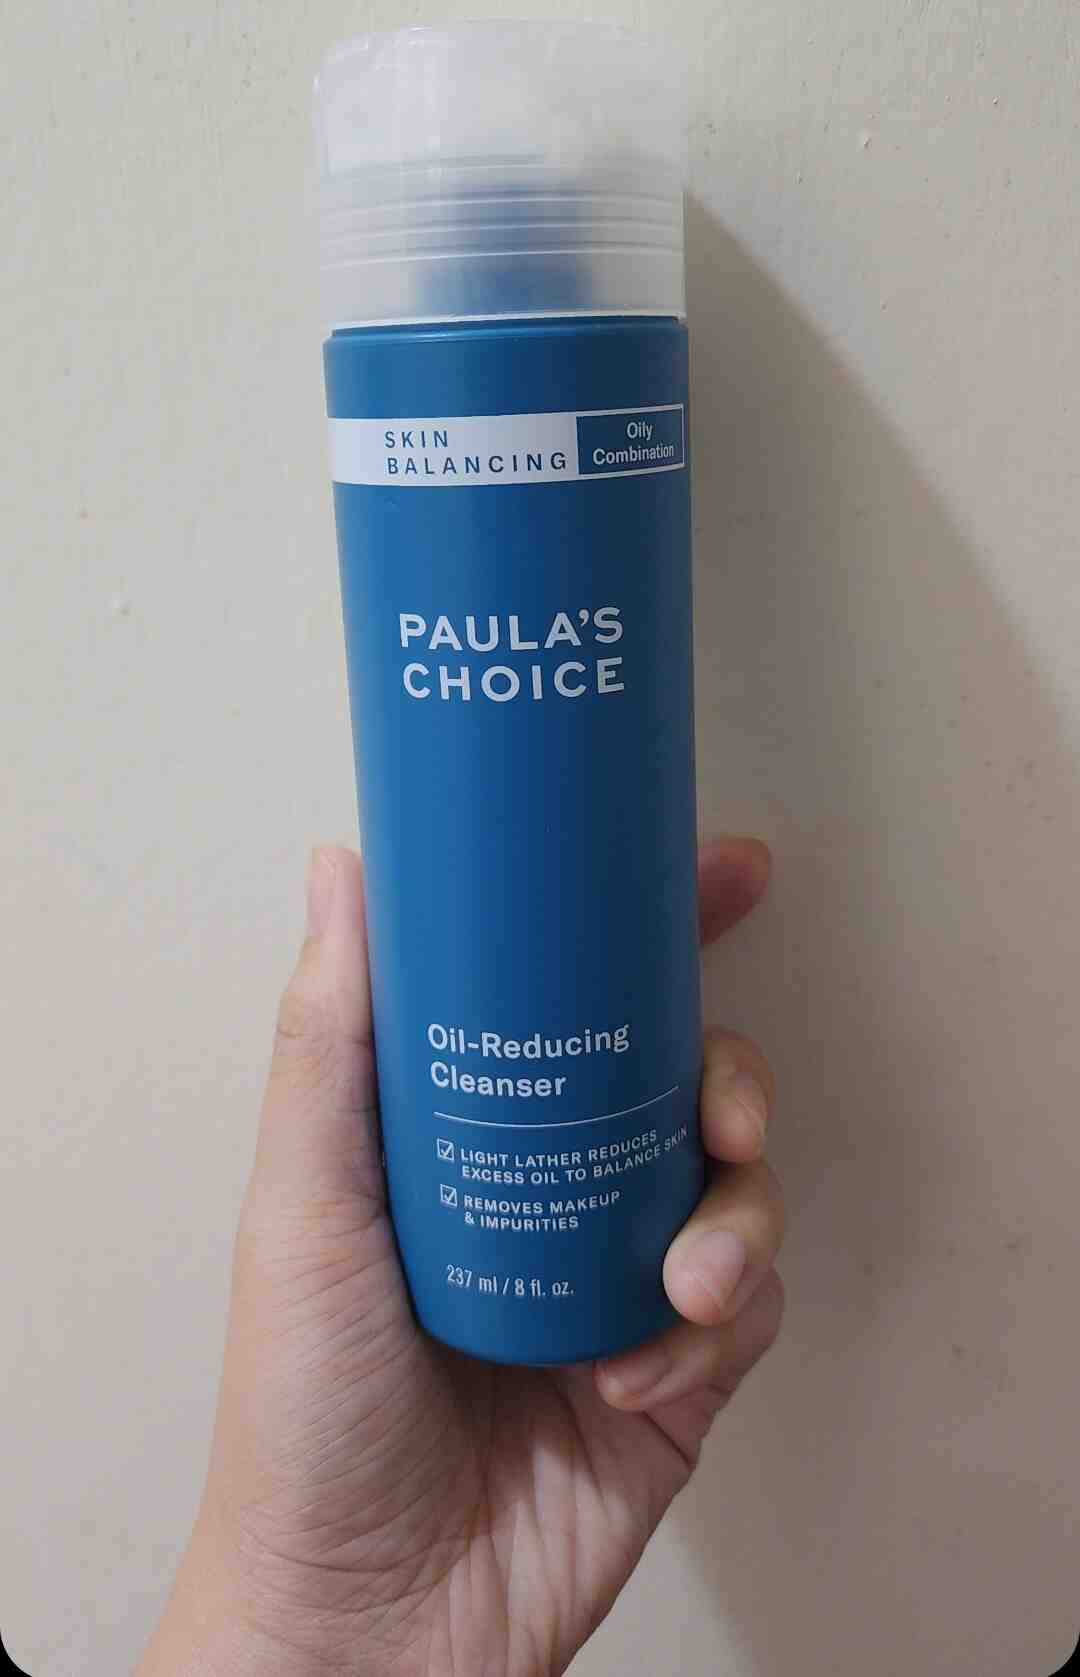 SKIN
BALANCING
Oily
Combination
PAULA'S
CHOICE
Oil-Reducing
Cleanser
LIGHT LATHER REDUCES
EXCESS OIL TO BALANCE SKIN
REMOVES MAKEUP
& IMPURITIES
237 ml / 8 fl. oz.